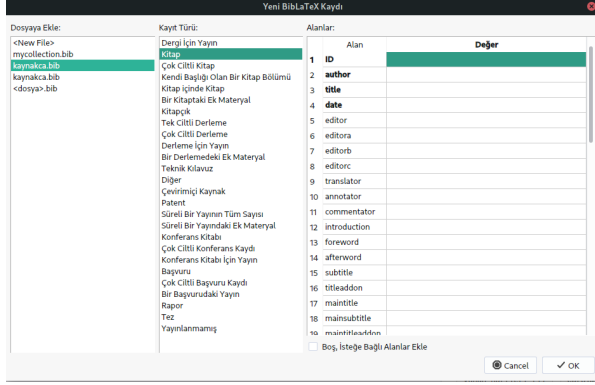 Yeni BibLaTeX Kaydı
Dosyaya Ekle:
<New File>
mycollection.bib
kaynakca.bib
kaynakca.bib
<dosya>.bib
Kayıt Türü:
Dergi İçin Yayın
Kitap
Çok Ciltli Kitap
Kendi Başlığı Olan Bir Kitap Bölümü
Kitap içinde Kitap
Bir Kitaptaki Ek Materyal
Kitapçık
Tek Ciltli Derleme
Çok Ciltli Derleme
Derleme İçin Yayın
Bir Derlemedeki Ek Materyal
Teknik Kılavuz
Diğer
Çevirimiçi Kaynak
Patent
Süreli Bir Yayının Tüm Sayısı
Süreli Bir Yayındaki Ek Materyal
Konferans Kitabı
Çok Ciltli Konferans Kaydı
Konferans Kitabı İçin Yayın
Başvuru
Çok Ciltli Başvuru Kaydı
Bir Başvurudaki Yayın
Rapor
Tez
Yayınlanmamış
Alanlar:
Alan Değer
1 ID
2 author
3 title
4 date
5 editor
6 editora
7 editorb
8 editorc
9 translator
10 annotator
11 commentator
12 introduction
13 foreword
14 afterword
15 subtitle
16 titleaddon
17 maintitle
18 mainsubtitle
19 maintitleaddon
Boş, İsteğe Bağlı Alanlar Ekle
Cancel OK